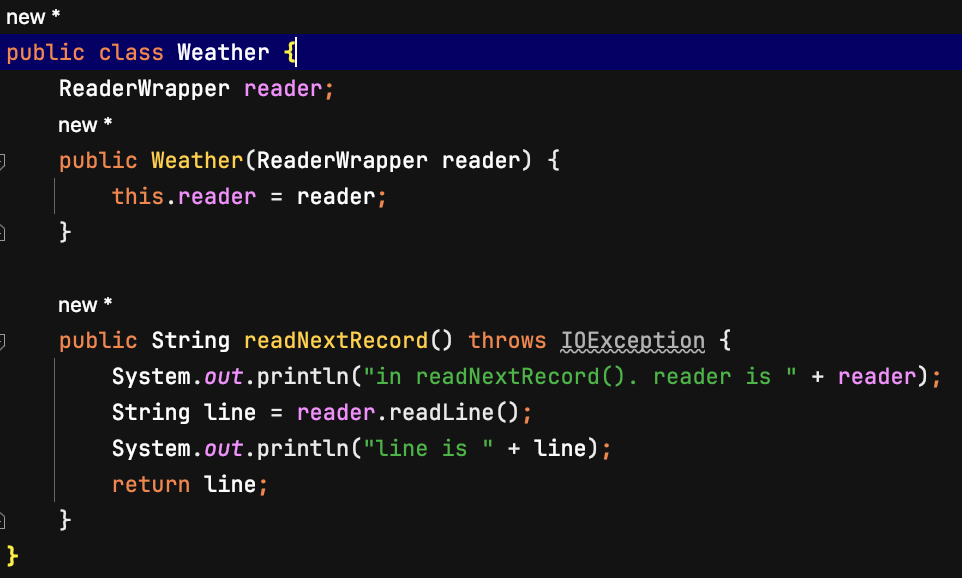 new *
public class Weather {
    ReaderWrapper reader;
    new *
    public Weather(ReaderWrapper reader) {
        this.reader = reader;
    }

    new *
    public String readNextRecord() throws IOException {
        System.out.println("in readNextRecord(). reader is " + reader);
        String line = reader.readLine();
        System.out.println("line is " + line);
        return line;
    }
}